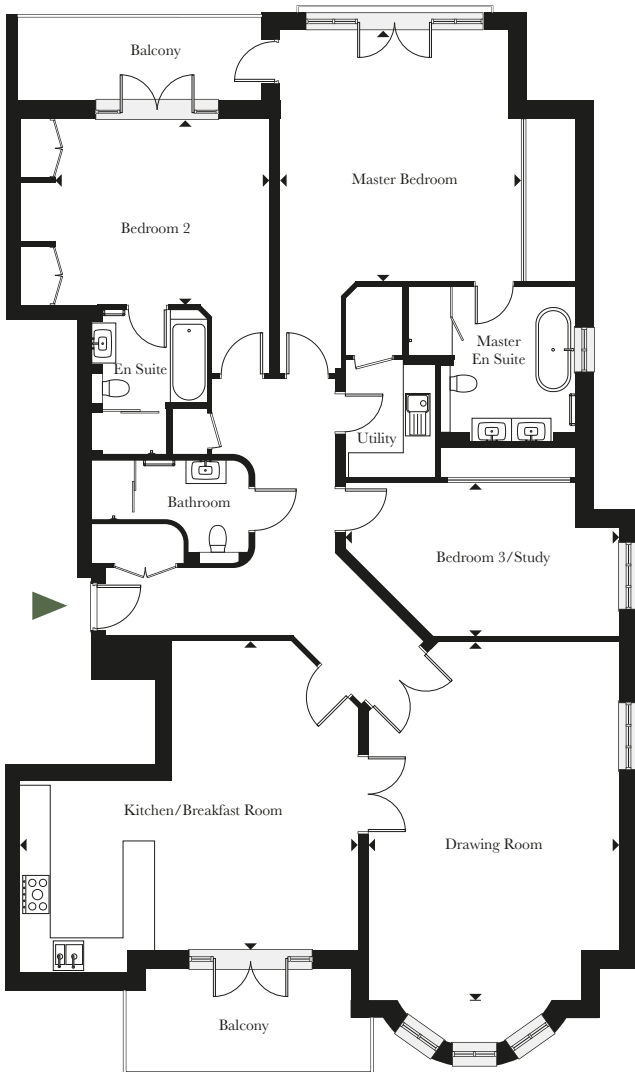 Balcony
Master Bedroom
Bedroom 2
Master
En Suite
En Suite
Utility
Bathroom
Bedroom 3/Study
Kitchen/Breakfast Room
Drawing Room
Balcony